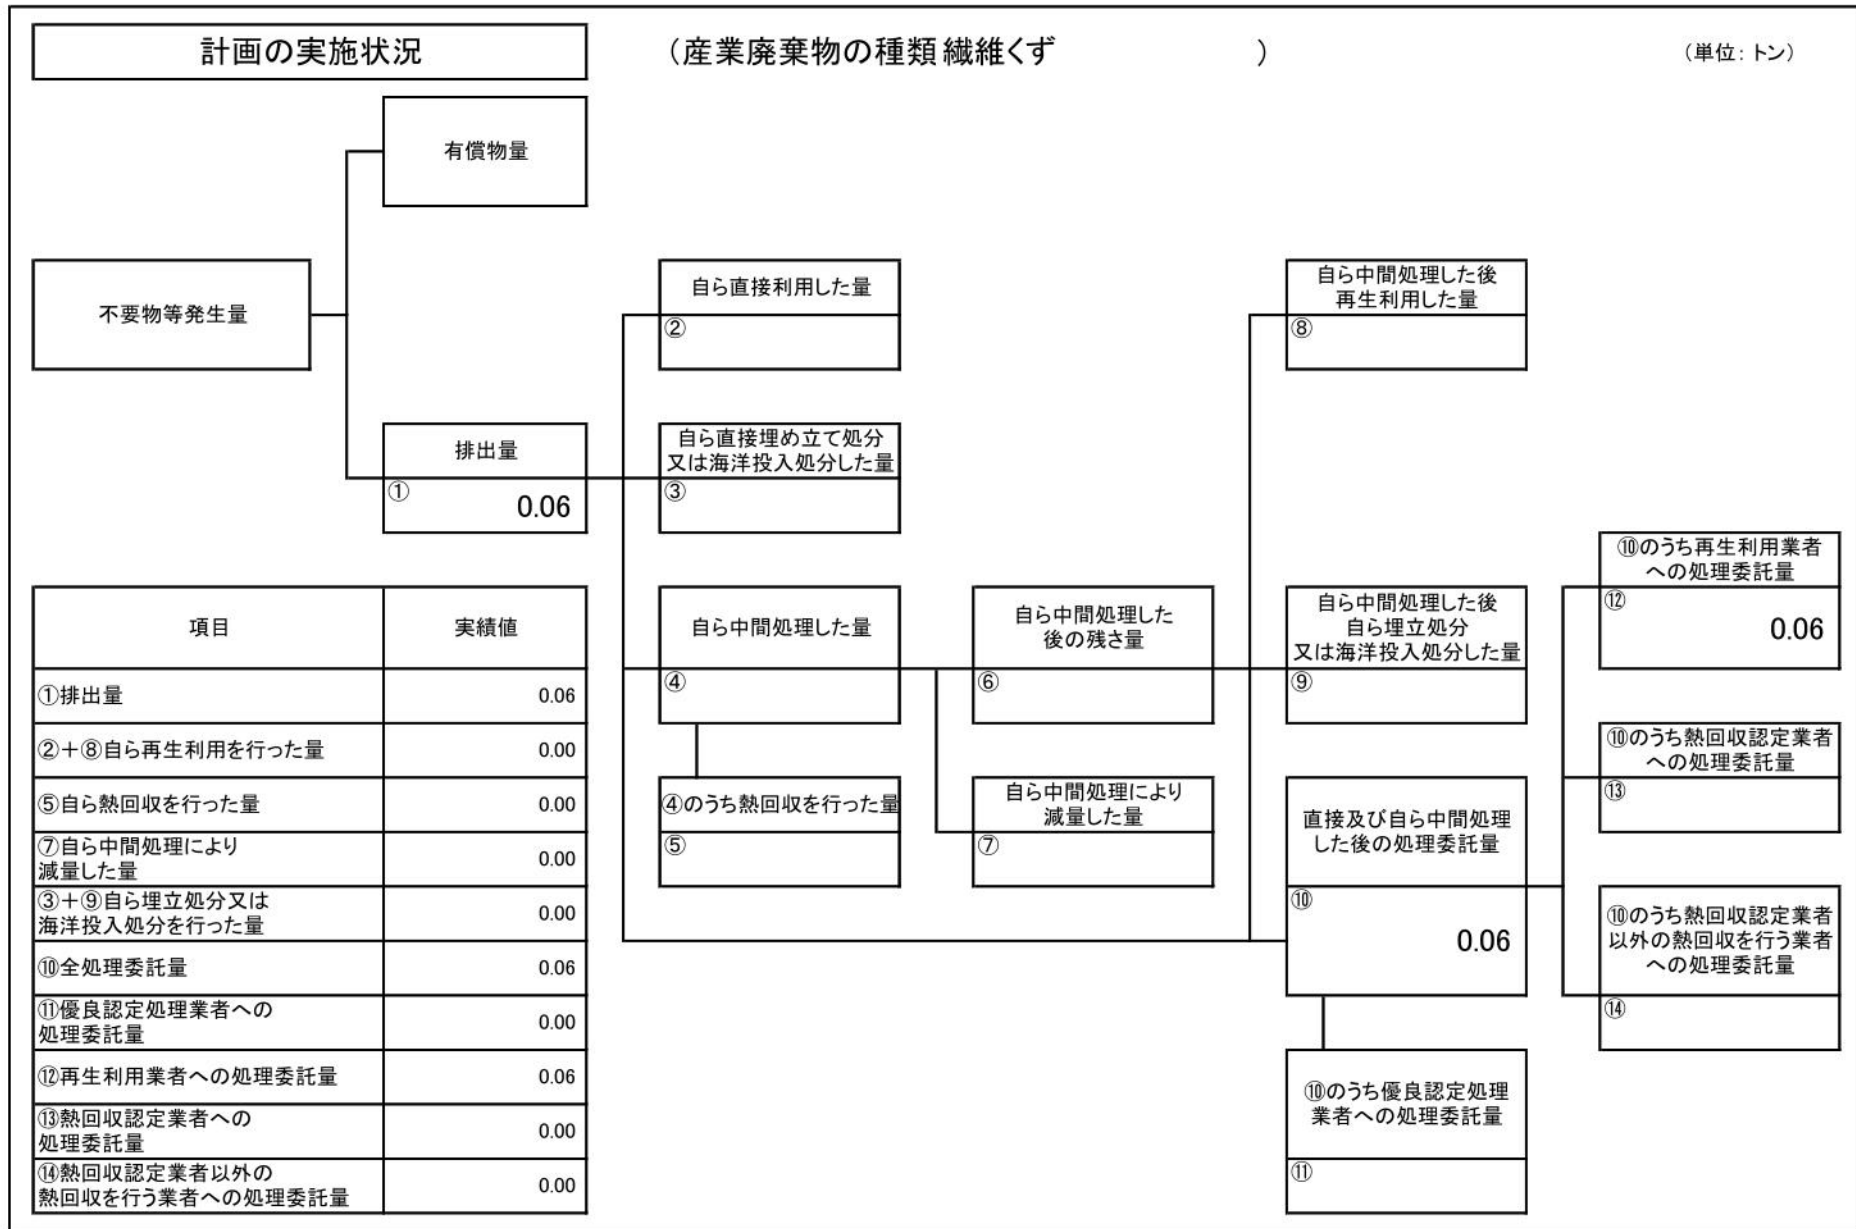 計画の実施状況
（産業廃棄物の種類 繊維くず　　　　）
（単位：トン）
有償物量
不要物等発生量
自ら直接利用した量
②
自ら中間処理した後
再生利用した量
⑧
排出量
①
0.06
自ら直接埋め立て処分
又は海洋投入処分した量
③
⑩のうち再生利用業者
への処理委託量
⑫
0.06
自ら中間処理した量
④
自ら中間処理した
後の残さ量
⑥
自ら中間処理した後
自ら埋立処分
又は海洋投入処分した量
⑨
⑩のうち熱回収認定業者
への処理委託量
⑬
④のうち熱回収を行った量
⑤
自ら中間処理により
減量した量
⑦
直接及び自ら中間処理
した後の処理委託量
⑩
0.06
⑩のうち熱回収認定業者
以外の熱回収を行う業者
への処理委託量
⑭
⑩のうち優良認定処理
業者への処理委託量
⑪
項目 実績値
①排出量 0.06
②＋⑧自ら再生利用を行った量 0.00
⑤自ら熱回収を行った量 0.00
⑦自ら中間処理により
減量した量 0.00
③＋⑨自ら埋立処分又は
海洋投入処分を行った量 0.00
⑩全処理委託量 0.06
⑪優良認定処理業者への
処理委託量 0.00
⑫再生利用業者への処理委託量 0.06
⑬熱回収認定業者への
処理委託量 0.00
⑭熱回収認定業者以外の
熱回収を行う業者への処理委託量 0.00